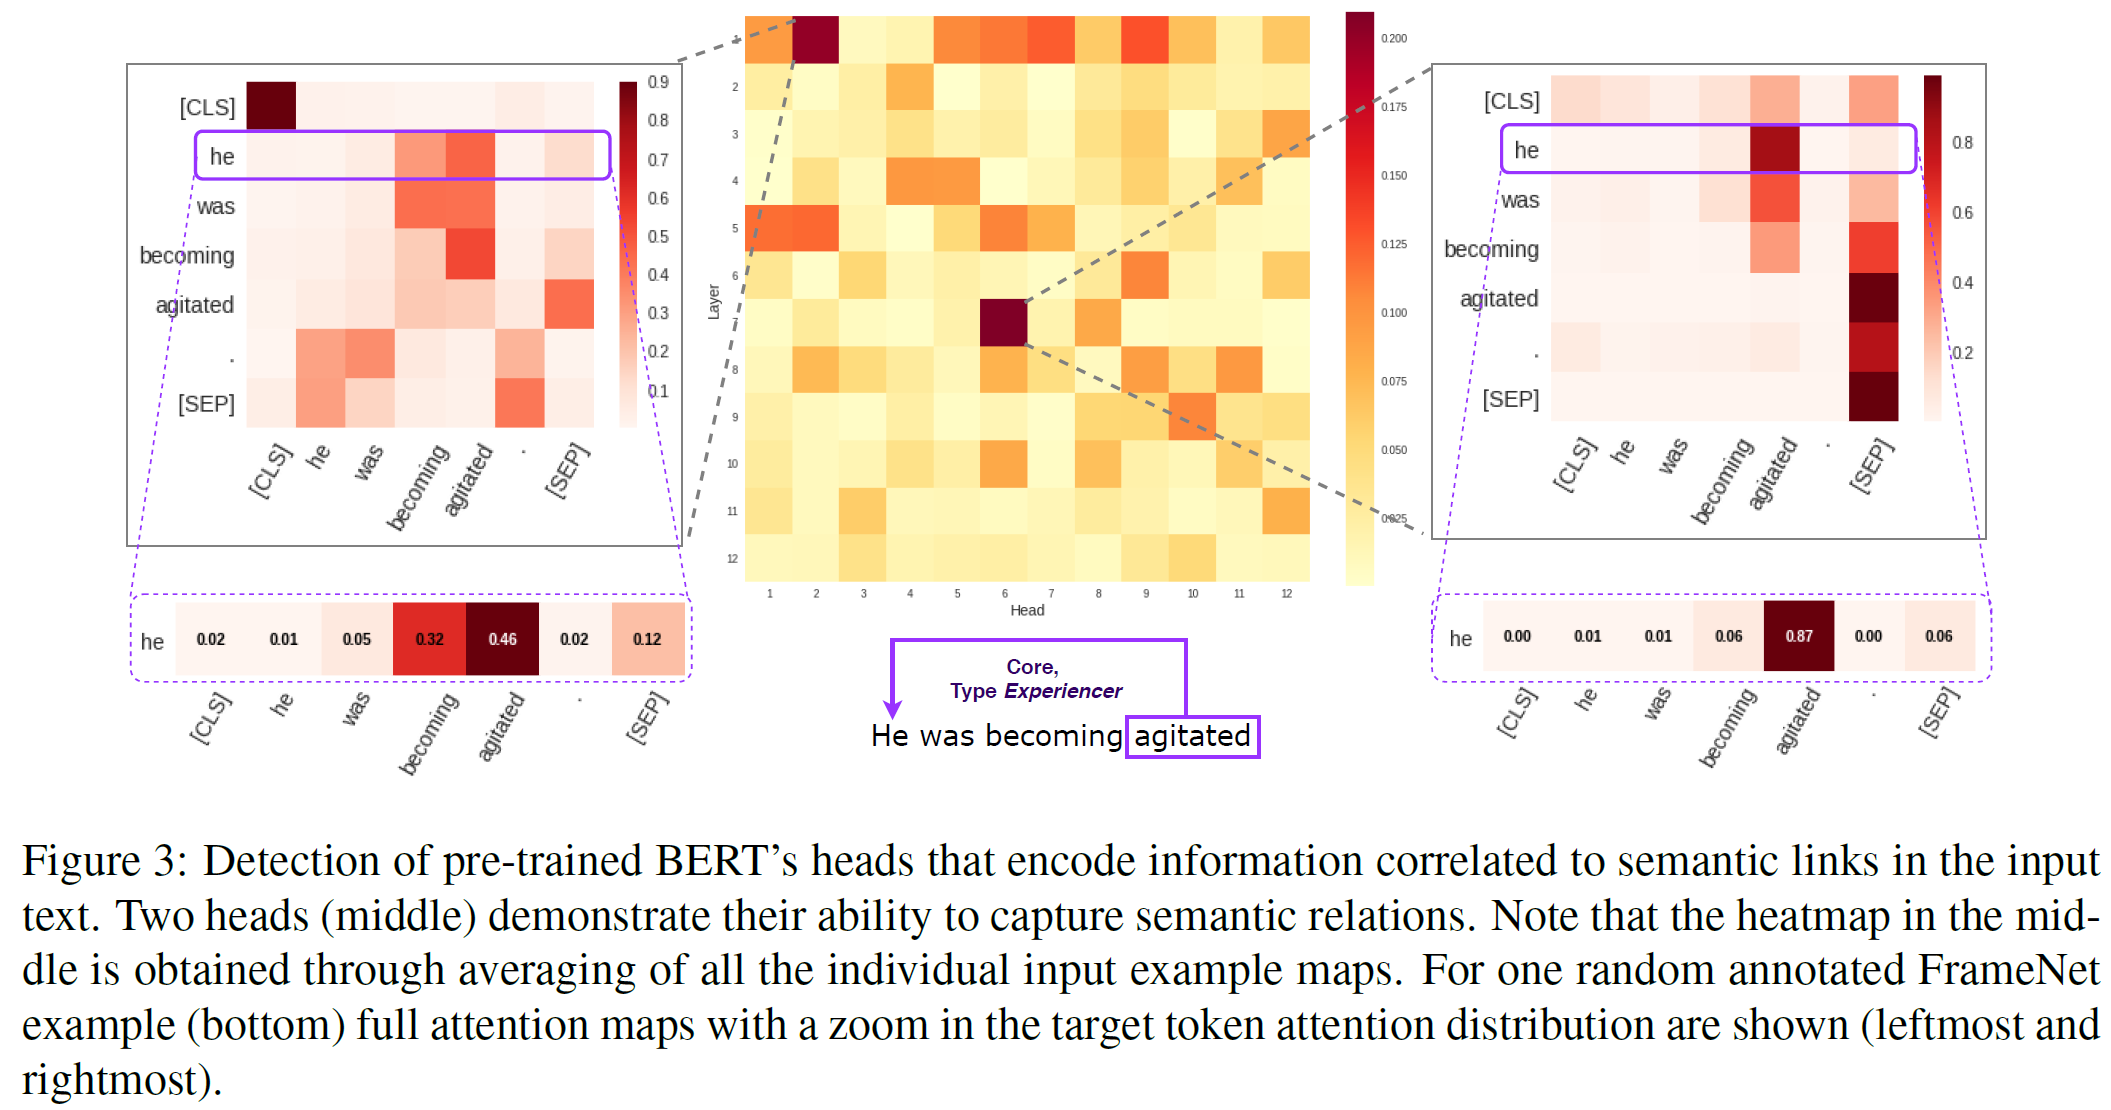 [CLS]
he
was
becoming
agitated
.
[SEP]
[CLS] he was becoming agitated . [SEP]
0.9
0.8
0.7
0.6
0.5
0.4
0.3
0.2
0.1
he 0.02 0.01 0.05 0.32 0.46 0.02 0.12
[CLS] he was becoming agitated . [SEP]
Layer
1
2
3
4
5
6
7
8
9
10
11
12
1 2 3 4 5 6 7 8 9 10 11 12
Head
0.200
0.175
0.150
0.125
0.100
0.075
0.050
0.025
Core,
Type Experiencer
He was becoming agitated
[CLS]
he
was
becoming
agitated
.
[SEP]
[CLS] he was becoming agitated . [SEP]
0.8
0.6
0.4
0.2
he 0.00 0.01 0.01 0.06 0.87 0.00 0.06
[CLS] he was becoming agitated . [SEP]
Figure 3: Detection of pre-trained BERT's heads that encode information correlated to semantic links in the input
text. Two heads (middle) demonstrate their ability to capture semantic relations. Note that the heatmap in the mid-
dle is obtained through averaging of all the individual input example maps. For one random annotated FrameNet
example (bottom) full attention maps with a zoom in the target token attention distribution are shown (leftmost and
rightmost).